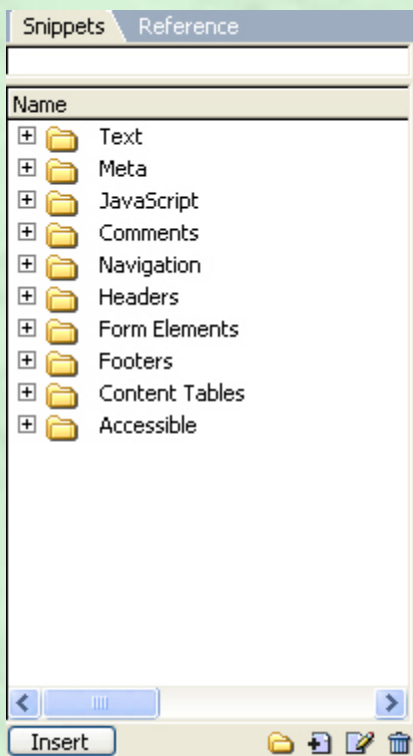 Snippets Reference
Name
Text
Meta
JavaScript
Comments
Navigation
Headers
Form Elements
Footers
Content Tables
Accessible
Insert